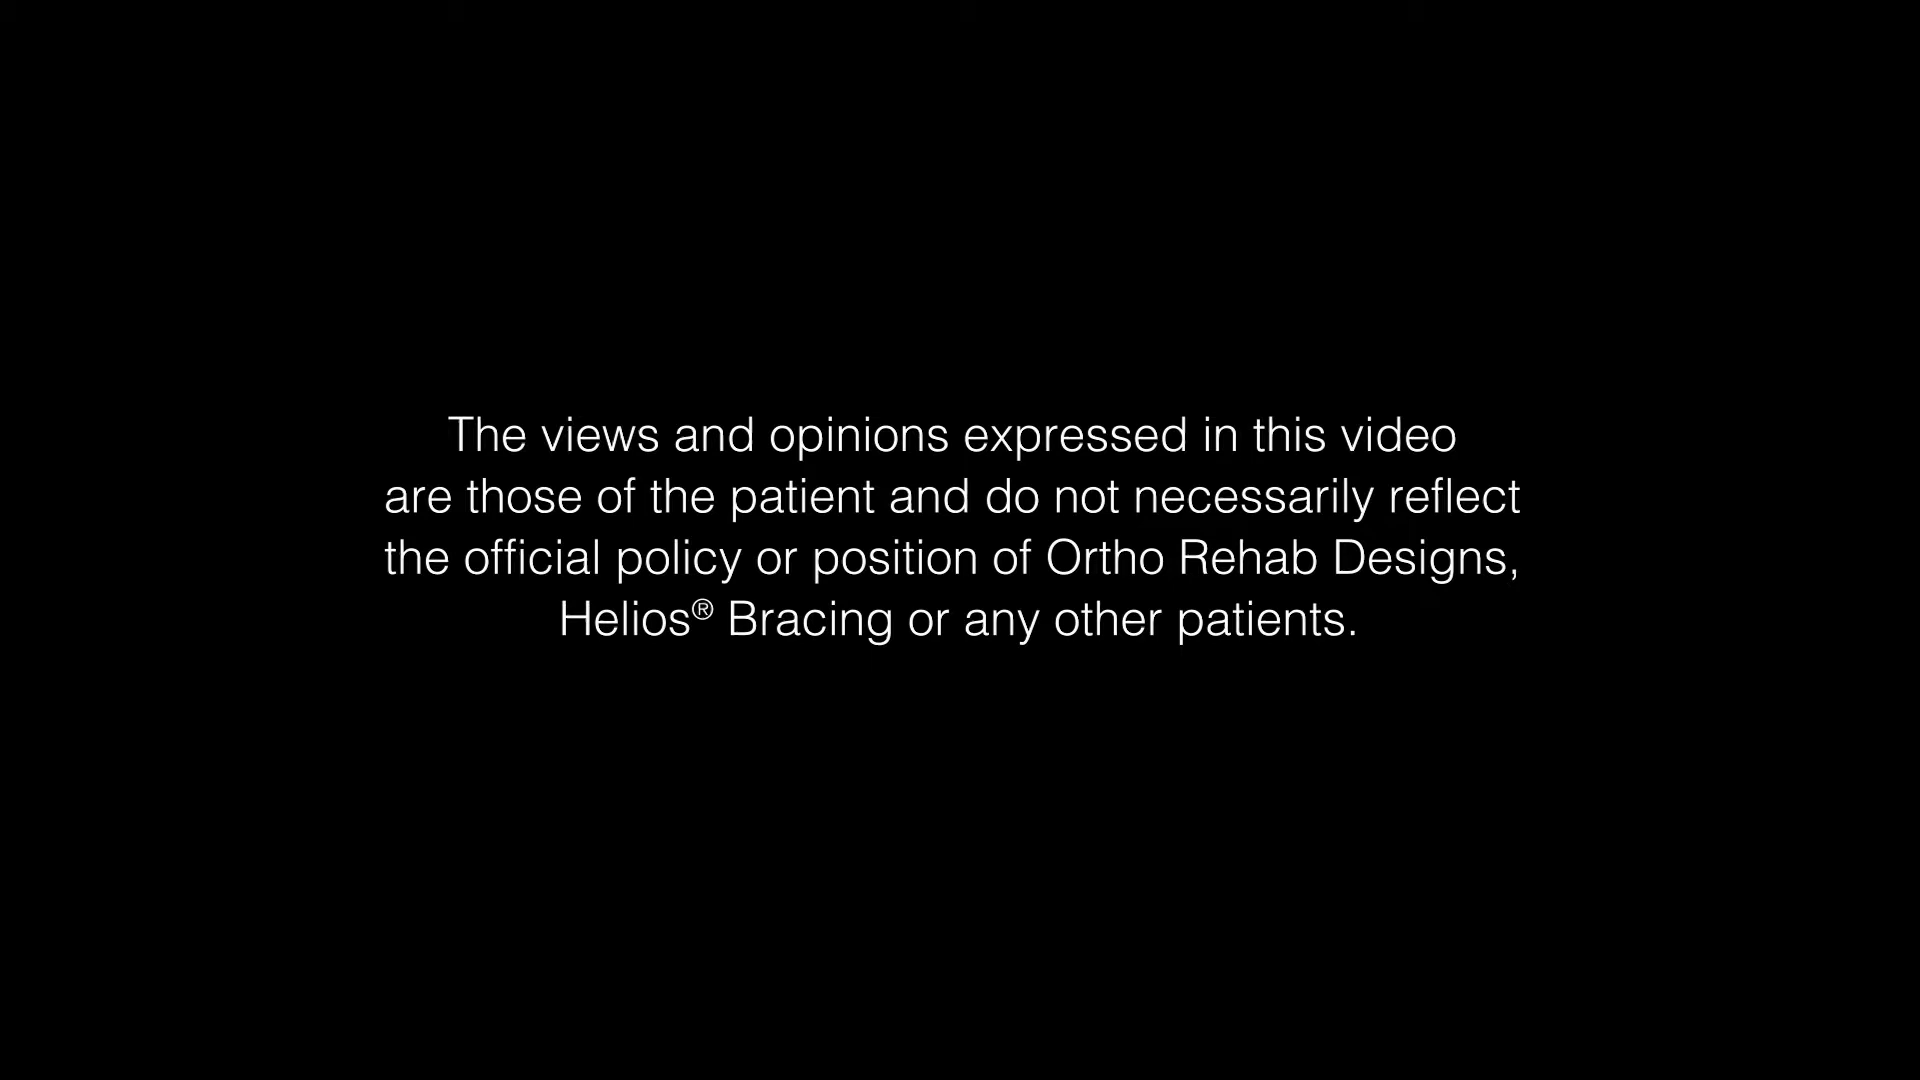 The views and opinions expressed in this video
are those of the patient and do not necessarily reflect
the official policy or position of Ortho Rehab Designs,
Helios® Bracing or any other patients.